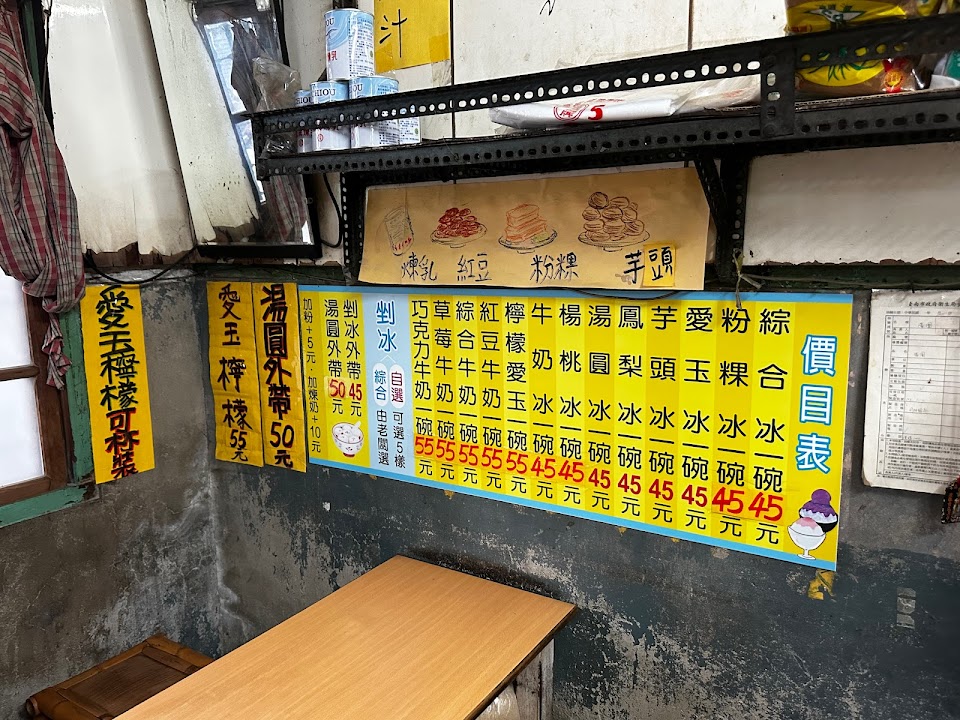 汁
煉乳
紅豆
粉粿
芋頭
價目表
綜合冰一碗45元
粉粿冰一碗45元
愛玉冰一碗45元
芋頭冰一碗45元
鳳梨冰一碗45元
湯圓冰一碗45元
楊桃冰一碗45元
牛奶冰一碗45元
檸檬愛玉一碗55元
紅豆牛奶一碗55元
綜合牛奶一碗55元
草莓牛奶一碗55元
巧克力牛奶一碗55元
剉冰
自選 可選5樣
綜合 由老闆選
剉冰外帶45元
湯圓外帶50元
加粉+5元·加煉奶+10元
湯圓外帶50元
愛玉檸檬55元
愛玉檸檬可杯裝